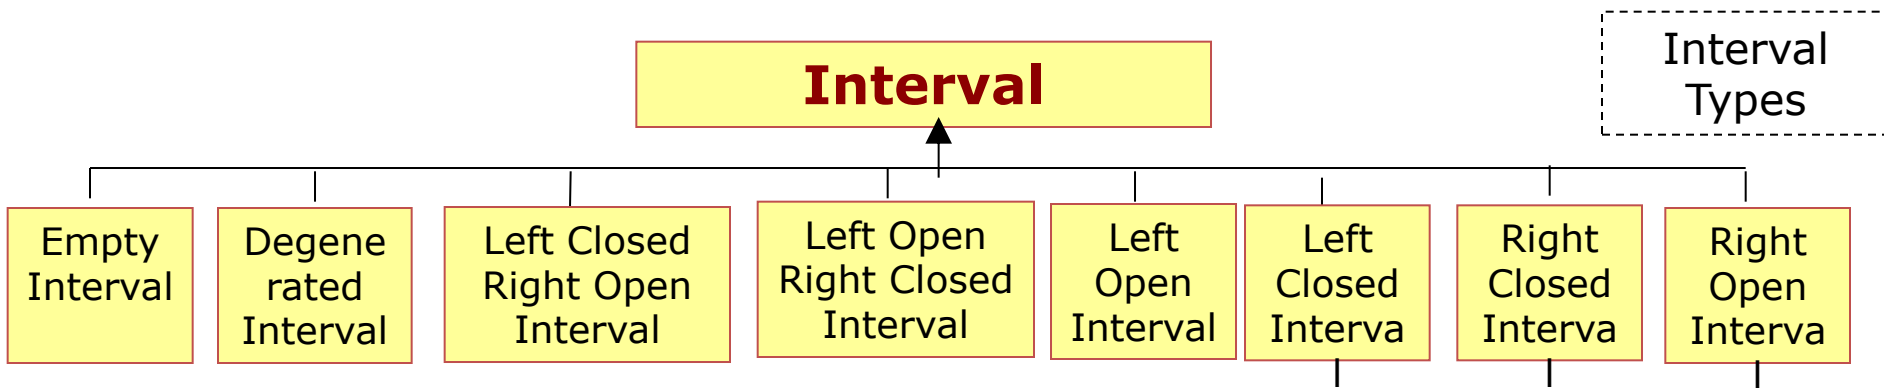 Interval
Interval
Types
Empty
Interval
Degene
rated
Interval
Left Closed
Right Open
Interval
Left Open
Right Closed
Interval
Left
Open
Interval
Left
Closed
Interva
Right
Closed
Interva
Right
Open
Interva